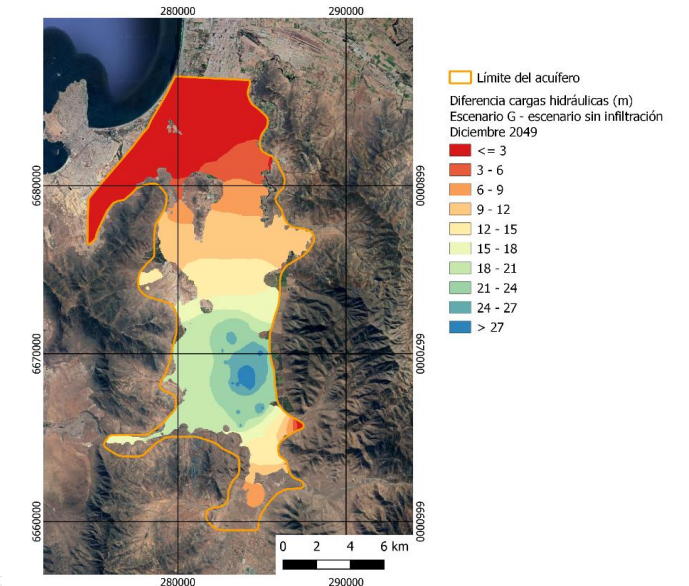 280000 290000
Límite del acuífero
Diferencia cargas hidráulicas (m)
Escenario G - escenario sin infiltración
Diciembre 2049
<= 3
3 - 6
6 - 9
9 - 12
12 - 15
15 - 18
18 - 21
21 - 24
24 - 27
> 27
6680000 6680000
6670000 6670000
6660000 6660000
0 2 4 6 km
280000 290000